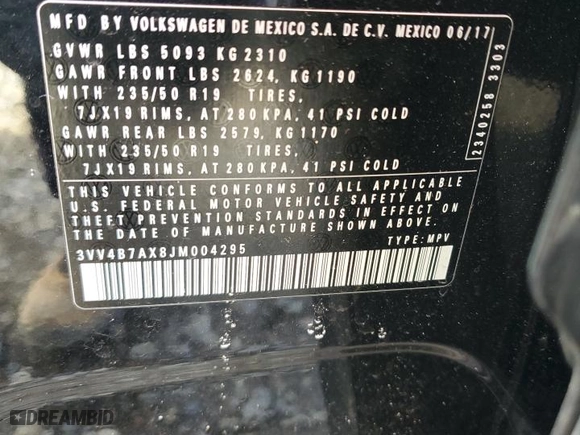 MFD BY VOLKSWAGEN DE MEXICO S.A. DE C.V. MEXICO 06/17
GVWR LBS 5093 KG 2310
GAWR FRONT LBS 2624, KG 1190
WITH 235/50 R19 TIRES,
7JX19 RIMS, AT 280 KPA, 41 PSI COLD
GAWR REAR LBS 2579, KG 1170
WITH 235/50 R19 TIRES,
7JX19 RIMS, AT 280 KPA, 41 PSI COLD
THIS VEHICLE CONFORMS TO ALL APPLICABLE
U.S. FEDERAL MOTOR VEHICLE SAFETY AND
THEFT PREVENTION STANDARDS IN EFFECT ON
THE DATE OF MANUFACTURE SHOWN ABOVE.
3VV4B7AX8JM004295 TYPE: MPV
2340258 3303
DREAMBID